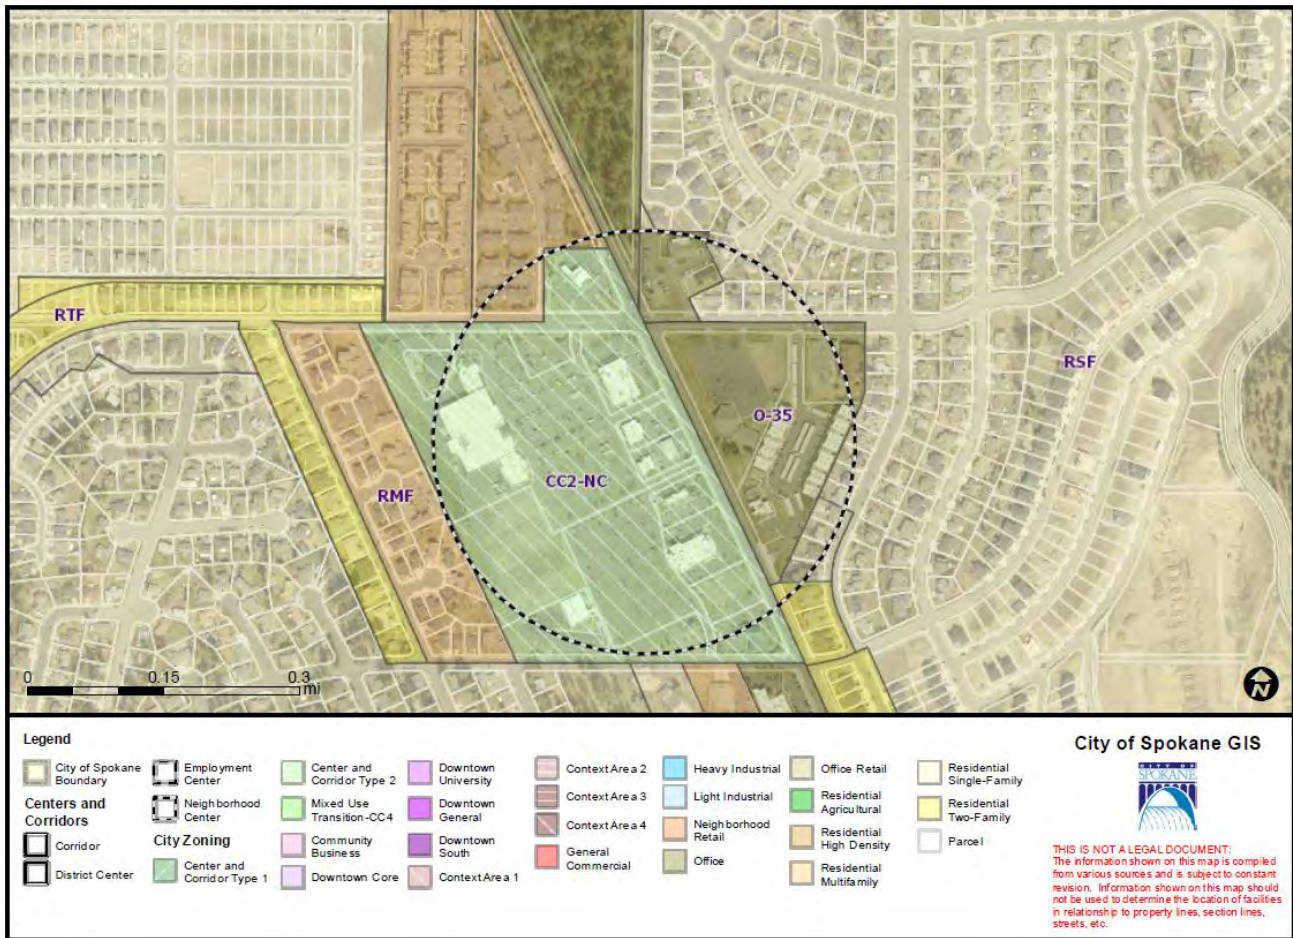 RTF
RSF
O-35
RMF
CC2-NC
0 0.15 0.3
mi
N
Legend
City of Spokane
Boundary
Centers and
Corridors
Corridor
District Center
Employment
Center
Neighborhood
Center
City Zoning
Center and
Corridor Type 1
Center and
Corridor Type 2
Mixed Use
Transition-CC4
Community
Business
Downtown Core
Downtown
University
Downtown
General
Downtown
South
Context Area 1
Context Area 2
Context Area 3
Context Area 4
General
Commercial
Heavy Industrial
Light Industrial
Neighborhood
Retail
Office
Office Retail
Residential
Agricultural
Residential
High Density
Residential
Multifamily
Residential
Single-Family
Residential
Two-Family
Parcel
City of Spokane GIS
CITY OF
SPOKANE
THIS IS NOT A LEGAL DOCUMENT:
The information shown on this map is compiled
from various sources and is subject to constant
revision. Information shown on this map should
not be used to determine the location of facilities
in relationship to property lines, section lines,
streets, etc.